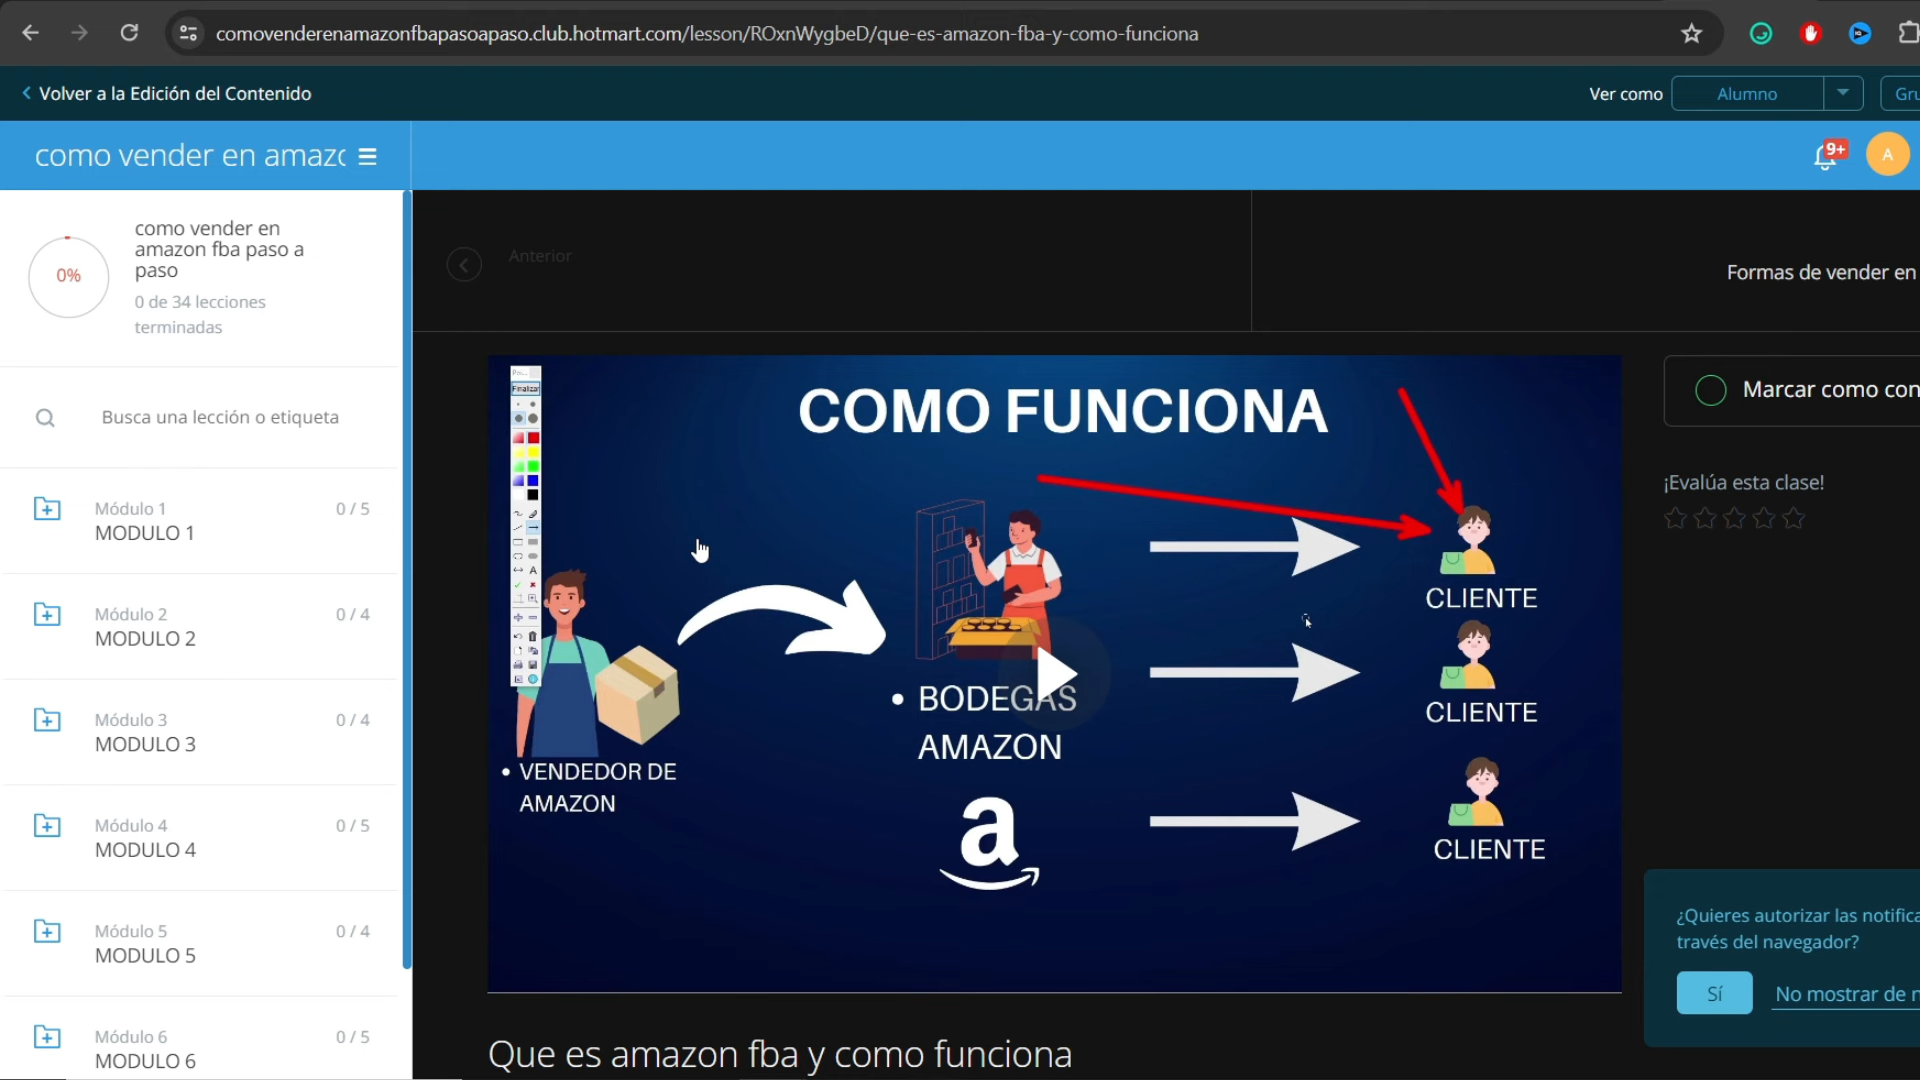 comovenderenamazonfbapasoapaso.club.hotmart.com/lesson/ROxnWygbeD/que-es-amazon-fba-y-como-funciona
Volver a la Edición del Contenido
Ver como
Alumno
Gru
como vender en amazo
9+
A
0%
como vender en
amazon fba paso a
paso
0 de 34 lecciones
terminadas
Anterior
Formas de vender en
Busca una lección o etiqueta
Módulo 1
MODULO 1
0 / 5
Módulo 2
MODULO 2
0 / 4
Módulo 3
MODULO 3
0 / 4
Módulo 4
MODULO 4
0 / 5
Módulo 5
MODULO 5
0 / 4
Módulo 6
MODULO 6
0 / 5
Finalizar
COMO FUNCIONA
• VENDEDOR DE
AMAZON
• BODEGAS
AMAZON
a
CLIENTE
CLIENTE
CLIENTE
Marcar como con
¡Evalúa esta clase!
¿Quieres autorizar las notifica
través del navegador?
Sí
No mostrar de n
Que es amazon fba y como funciona